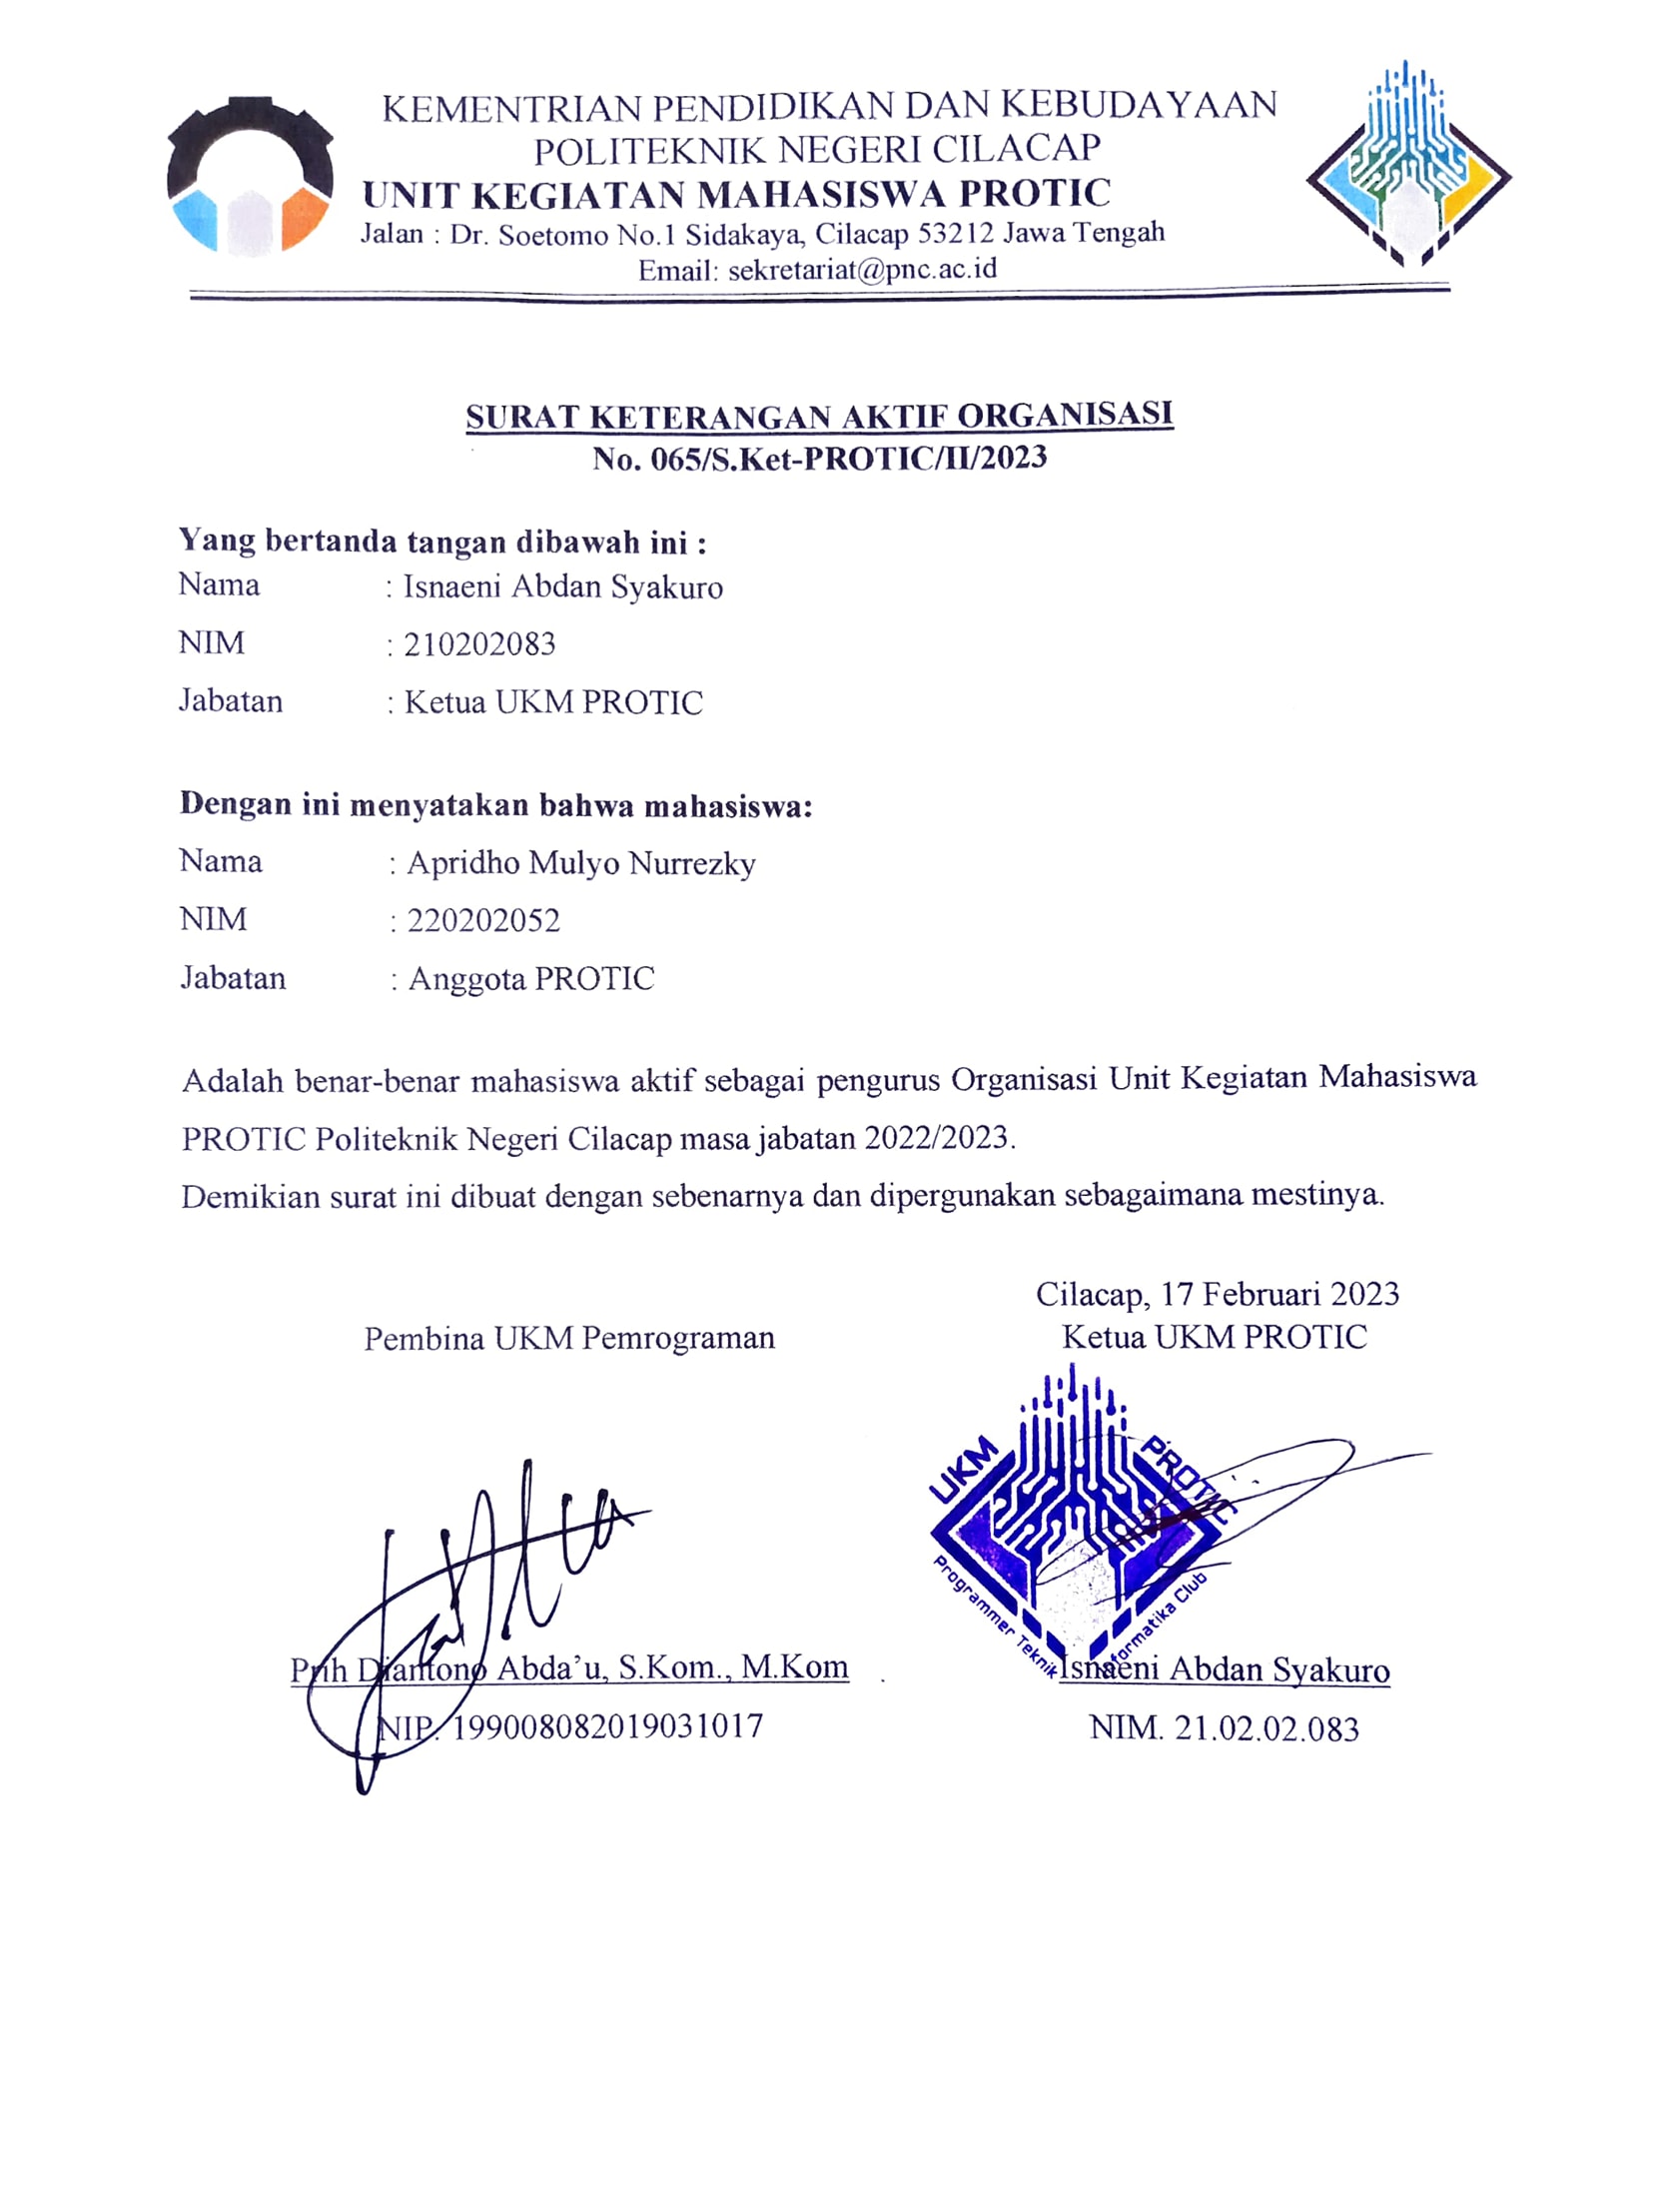 KEMENTRIAN PENDIDIKAN DAN KEBUDAYAAN
POLITEKNIK NEGERI CILACAP
UNIT KEGIATAN MAHASISWA PROTIC
Jalan : Dr. Soetomo No.1 Sidakaya, Cilacap 53212 Jawa Tengah
Email: sekretariat@pnc.ac.id
SURAT KETERANGAN AKTIF ORGANISASI
No. 065/S.Ket-PROTIC/II/2023
Yang bertanda tangan dibawah ini :
Nama : Isnaeni Abdan Syakuro
NIM : 210202083
Jabatan : Ketua UKM PROTIC
Dengan ini menyatakan bahwa mahasiswa:
Nama : Apridho Mulyo Nurrezky
NIM : 220202052
Jabatan : Anggota PROTIC
Adalah benar-benar mahasiswa aktif sebagai pengurus Organisasi Unit Kegiatan Mahasiswa
PROTIC Politeknik Negeri Cilacap masa jabatan 2022/2023.
Demikian surat ini dibuat dengan sebenarnya dan dipergunakan sebagaimana mestinya.
Cilacap, 17 Februari 2023
Pembina UKM Pemrograman
Ketua UKM PROTIC
UKM PROTIC
Programmer Teknik Informatika Club
Prih Diantono Abda'u, S.Kom., M.Kom
NIP. 199008082019031017
Isnaeni Abdan Syakuro
NIM. 21.02.02.083